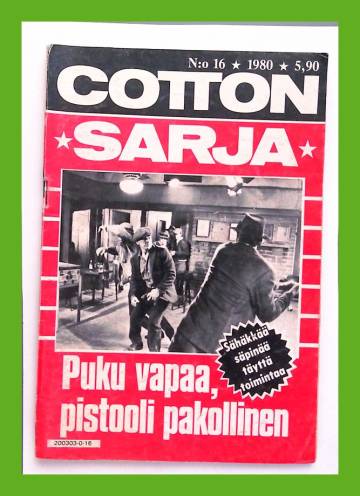 N:o 16 ★ 1980 ★ 5,90
COTTON
★SARJA★
Sähäkkää
säpinää
täyttä
toimintaa
Puku vapaa,
pistooli pakollinen
200303-0-16